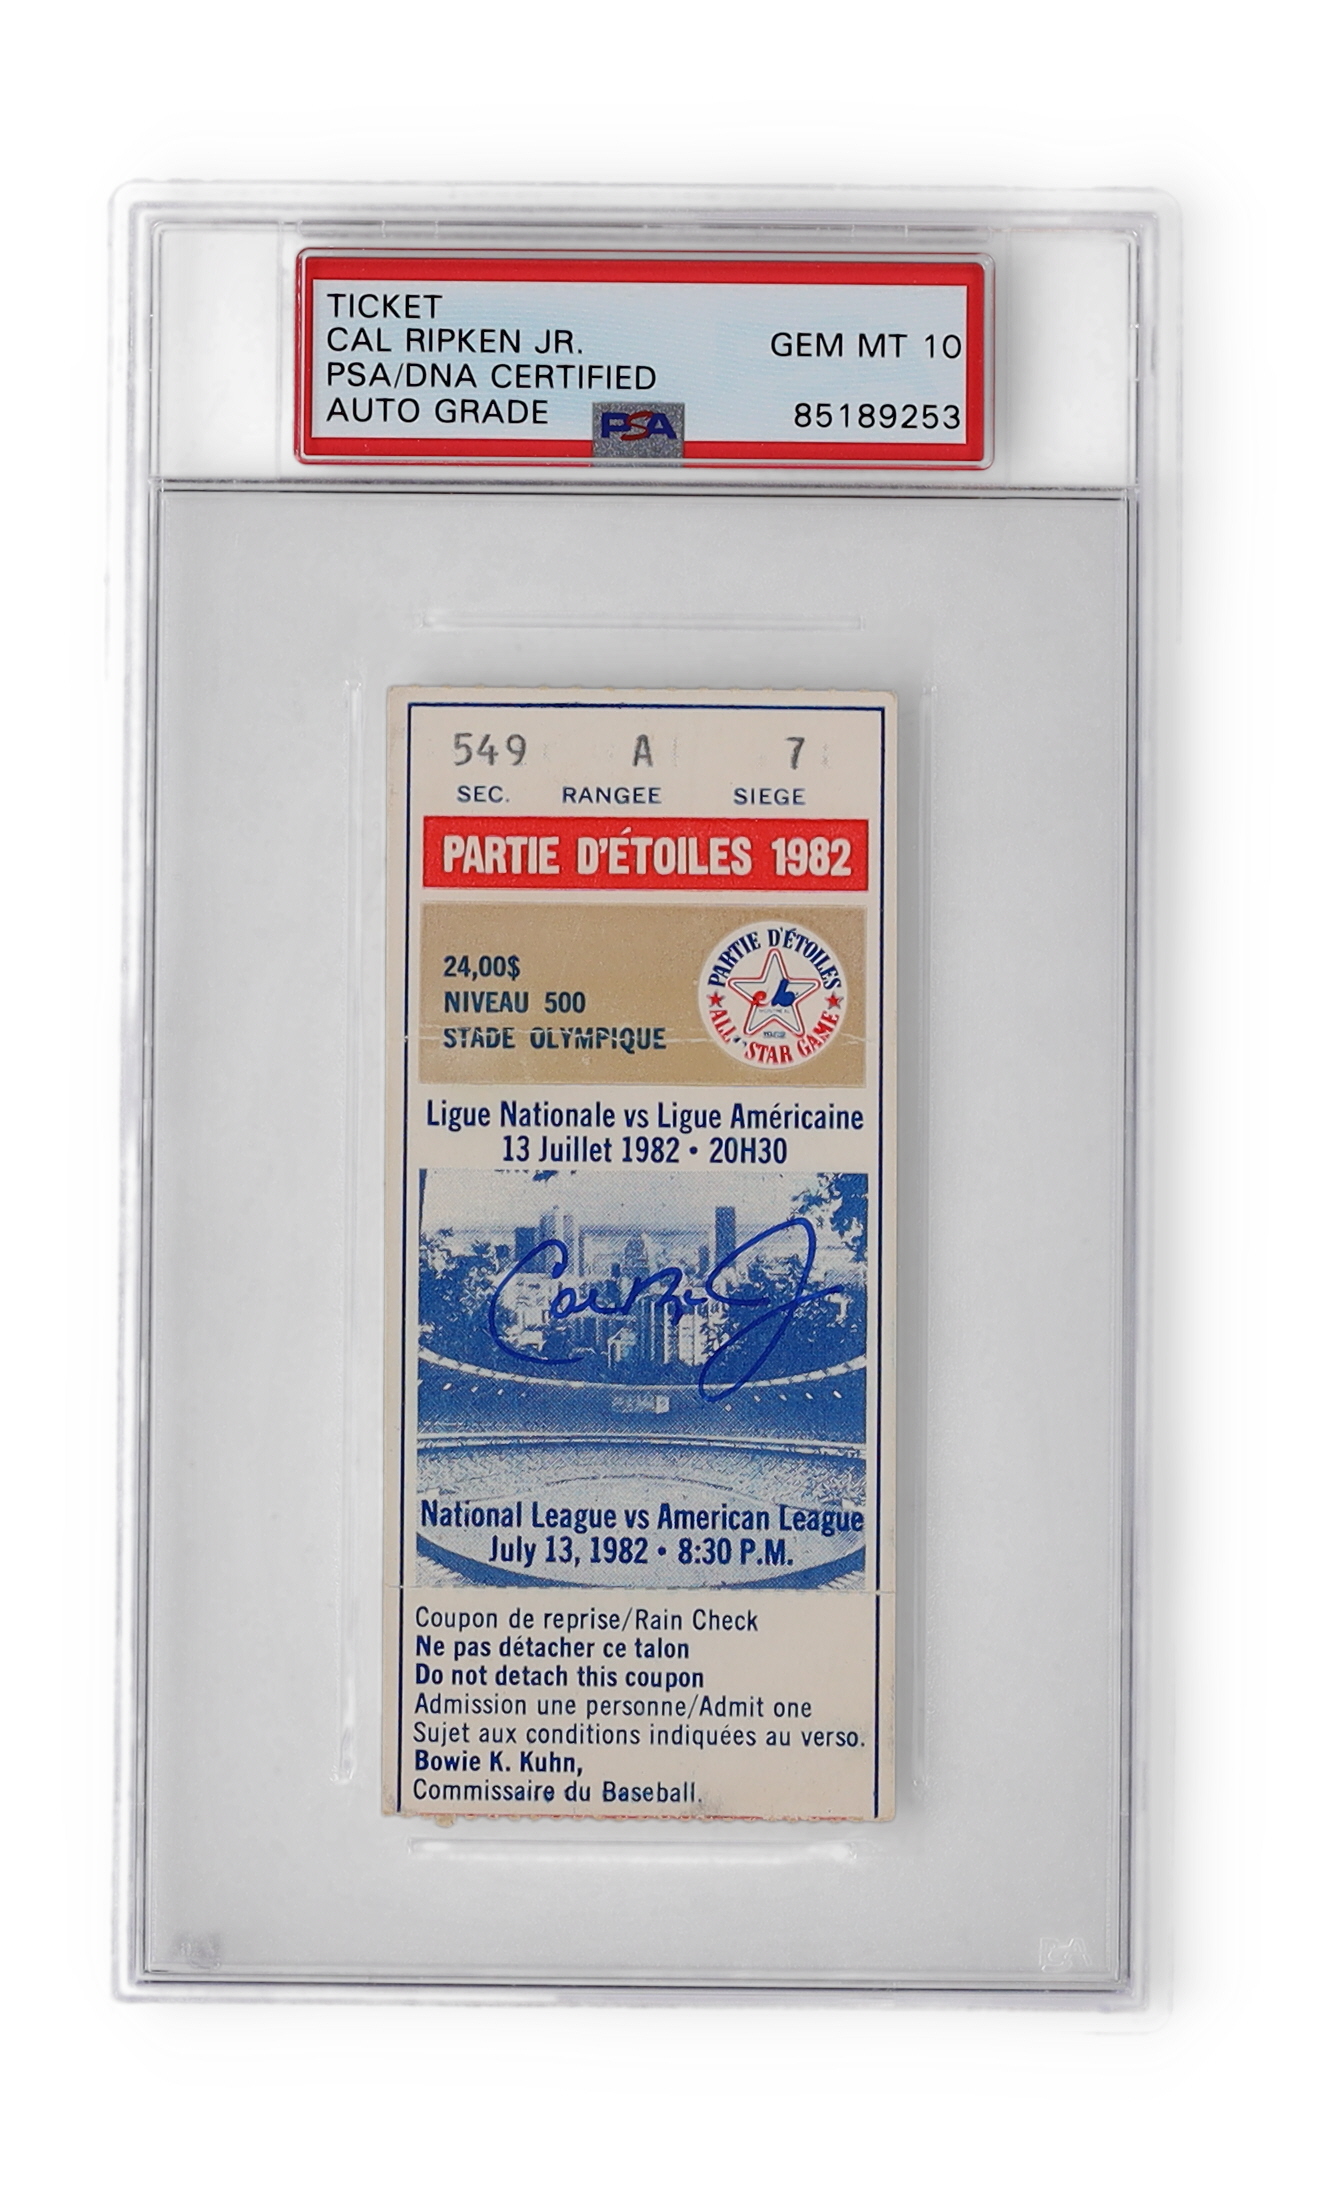 TICKET
CAL RIPKEN JR.
GEM MT 10
PSA/DNA CERTIFIED
AUTO GRADE
PSA
85189253
549 A 7
SEC. RANGEE SIEGE
PARTIE D'ÉTOILES 1982
24,00$
NIVEAU 500
STADE OLYMPIQUE
PARTIE D'ÉTOILES
MONTREAL
1982
ALL STAR GAME
Ligue Nationale vs Ligue Américaine
13 Juillet 1982 • 20H30
National League vs American League
July 13, 1982 • 8:30 P.M.
Coupon de reprise/Rain Check
Ne pas détacher ce talon
Do not detach this coupon
Admission une personne/Admit one
Sujet aux conditions indiquées au verso.
Bowie K. Kuhn,
Commissaire du Baseball.
PSA